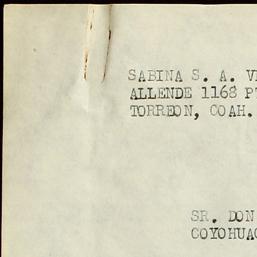 SABINA S. A. V
ALLENDE 1168 P
TORREON, COAH.
SR. DON
COYOHUAC